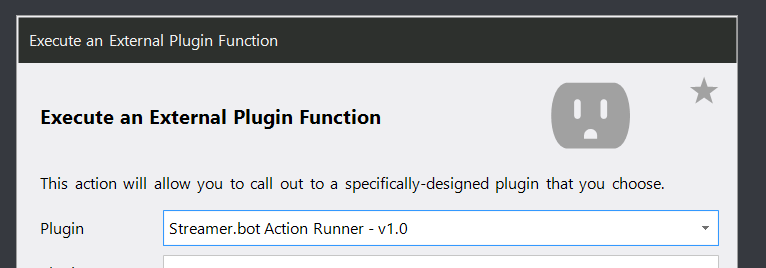 Execute an External Plugin Function
Execute an External Plugin Function
This action will allow you to call out to a specifically-designed plugin that you choose.
Plugin
Streamer.bot Action Runner - v1.0